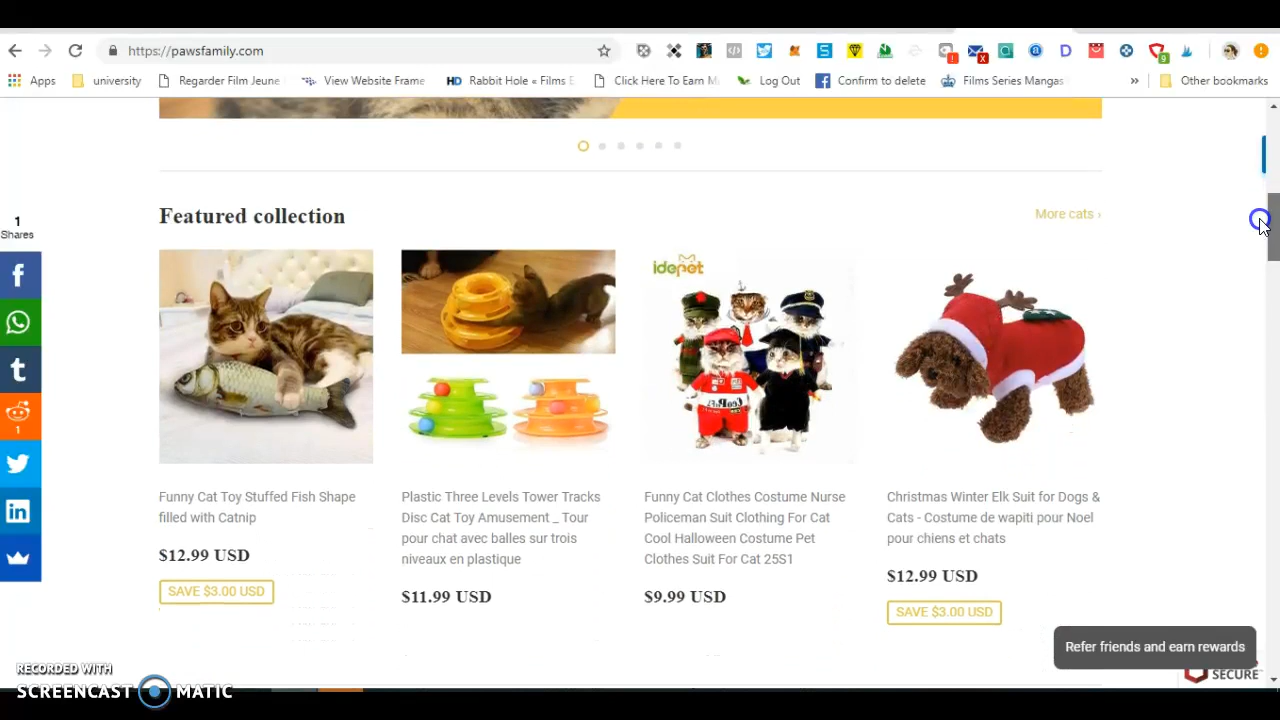 https://pawsfamily.com
Apps
university
Regarder Film Jeune
View Website Frame
HD Rabbit Hole « Films E
Click Here To Earn M
Log Out
Confirm to delete
Films Series Mangas
»
Other bookmarks
Featured collection
More cats ›
1
Shares
1
idepet
Funny Cat Toy Stuffed Fish Shape
filled with Catnip
$12.99 USD
SAVE $3.00 USD
Plastic Three Levels Tower Tracks
Disc Cat Toy Amusement _ Tour
pour chat avec balles sur trois
niveaux en plastique
$11.99 USD
Funny Cat Clothes Costume Nurse
Policeman Suit Clothing For Cat
Cool Halloween Costume Pet
Clothes Suit For Cat 25S1
$9.99 USD
Christmas Winter Elk Suit for Dogs &
Cats - Costume de wapiti pour Noel
pour chiens et chats
$12.99 USD
SAVE $3.00 USD
Refer friends and earn rewards
SECURE
RECORDED WITH
SCREENCAST MATIC